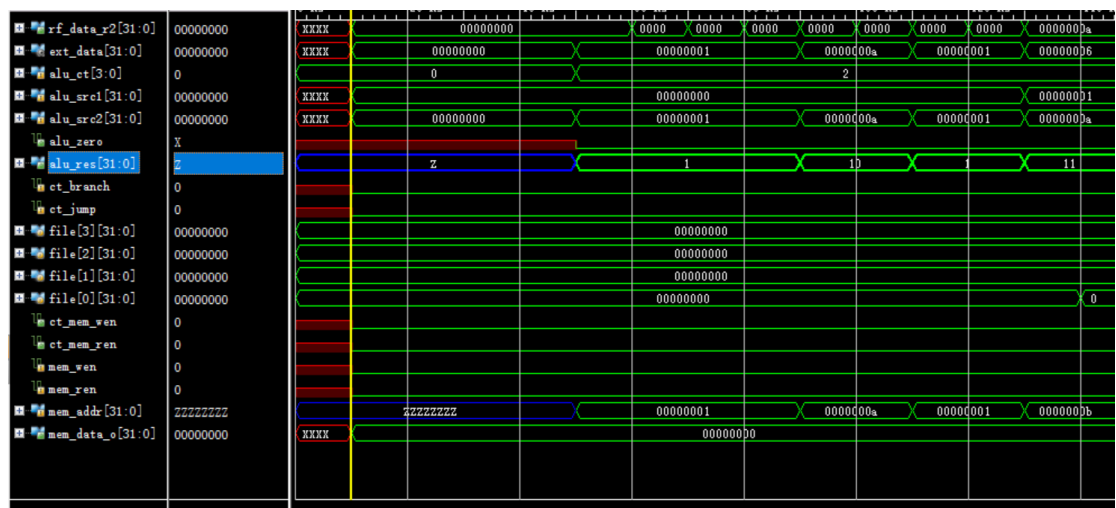 rf_data_r2[31:0] 00000000 XXXX 00000000 0000 0000 0000 0000 0000 0000 0000000a
ext_data[31:0] 00000000 XXXX 00000000 00000001 0000000a 00000001 00000006
alu_ct[3:0] 0 0 2
alu_src1[31:0] 00000000 XXXX 00000000 00000001
alu_src2[31:0] 00000000 XXXX 00000000 00000001 0000000a 00000001 0000000a
alu_zero X
alu_res[31:0] Z Z 1 10 1 11
ct_branch 0
ct_jump 0
file[3][31:0] 00000000 00000000
file[2][31:0] 00000000 00000000
file[1][31:0] 00000000 00000000
file[0][31:0] 00000000 00000000 0
ct_mem_wen 0
ct_mem_ren 0
mem_wen 0
mem_ren 0
mem_addr[31:0] ZZZZZZZZ ZZZZZZZZ 00000001 0000000a 00000001 0000000b
mem_data_o[31:0] 00000000 XXXX 00000000